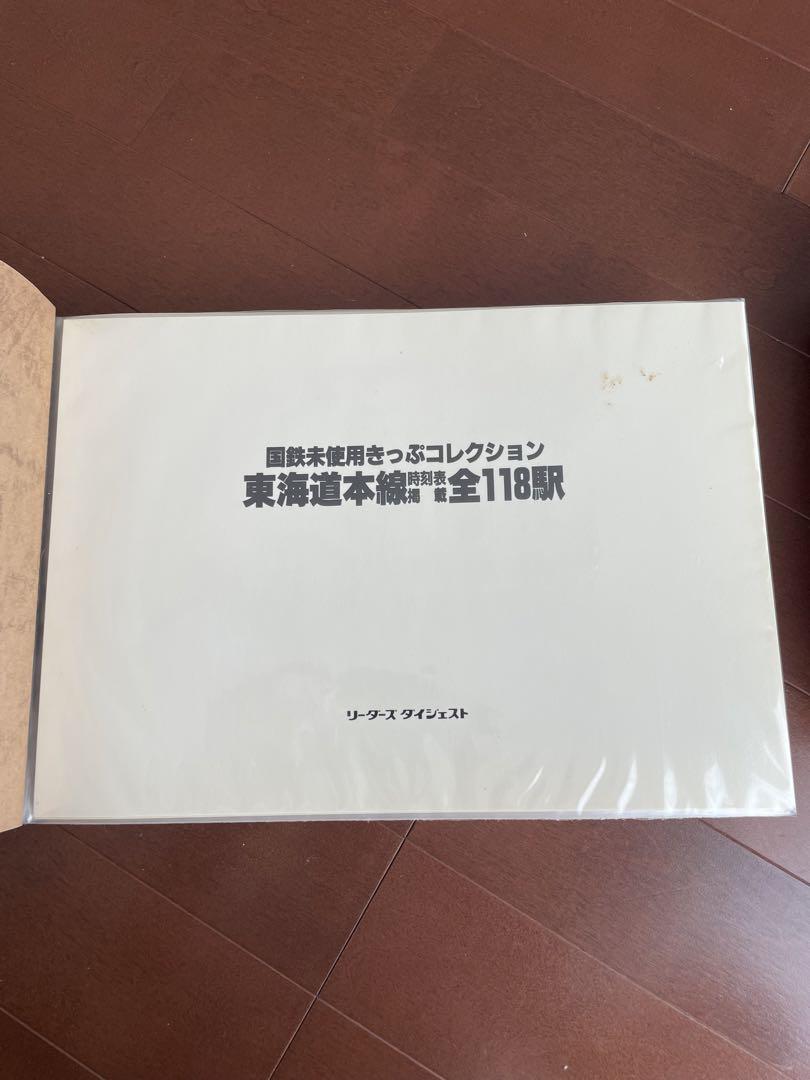 国鉄未使用きっぷコレクション
東海道本線時刻表掲載全118駅
リーダーズ ダイジェスト